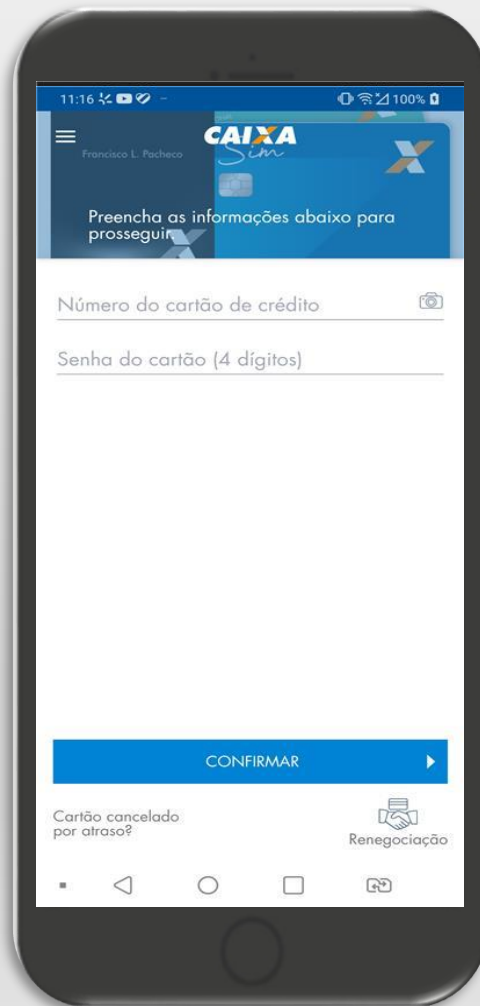 11:16
100%
CAIXA
Sim
Francisco L. Pacheco
Preencha as informações abaixo para
prosseguir.
Número do cartão de crédito
Senha do cartão (4 dígitos)
CONFIRMAR
Cartão cancelado
por atraso?
Renegociação